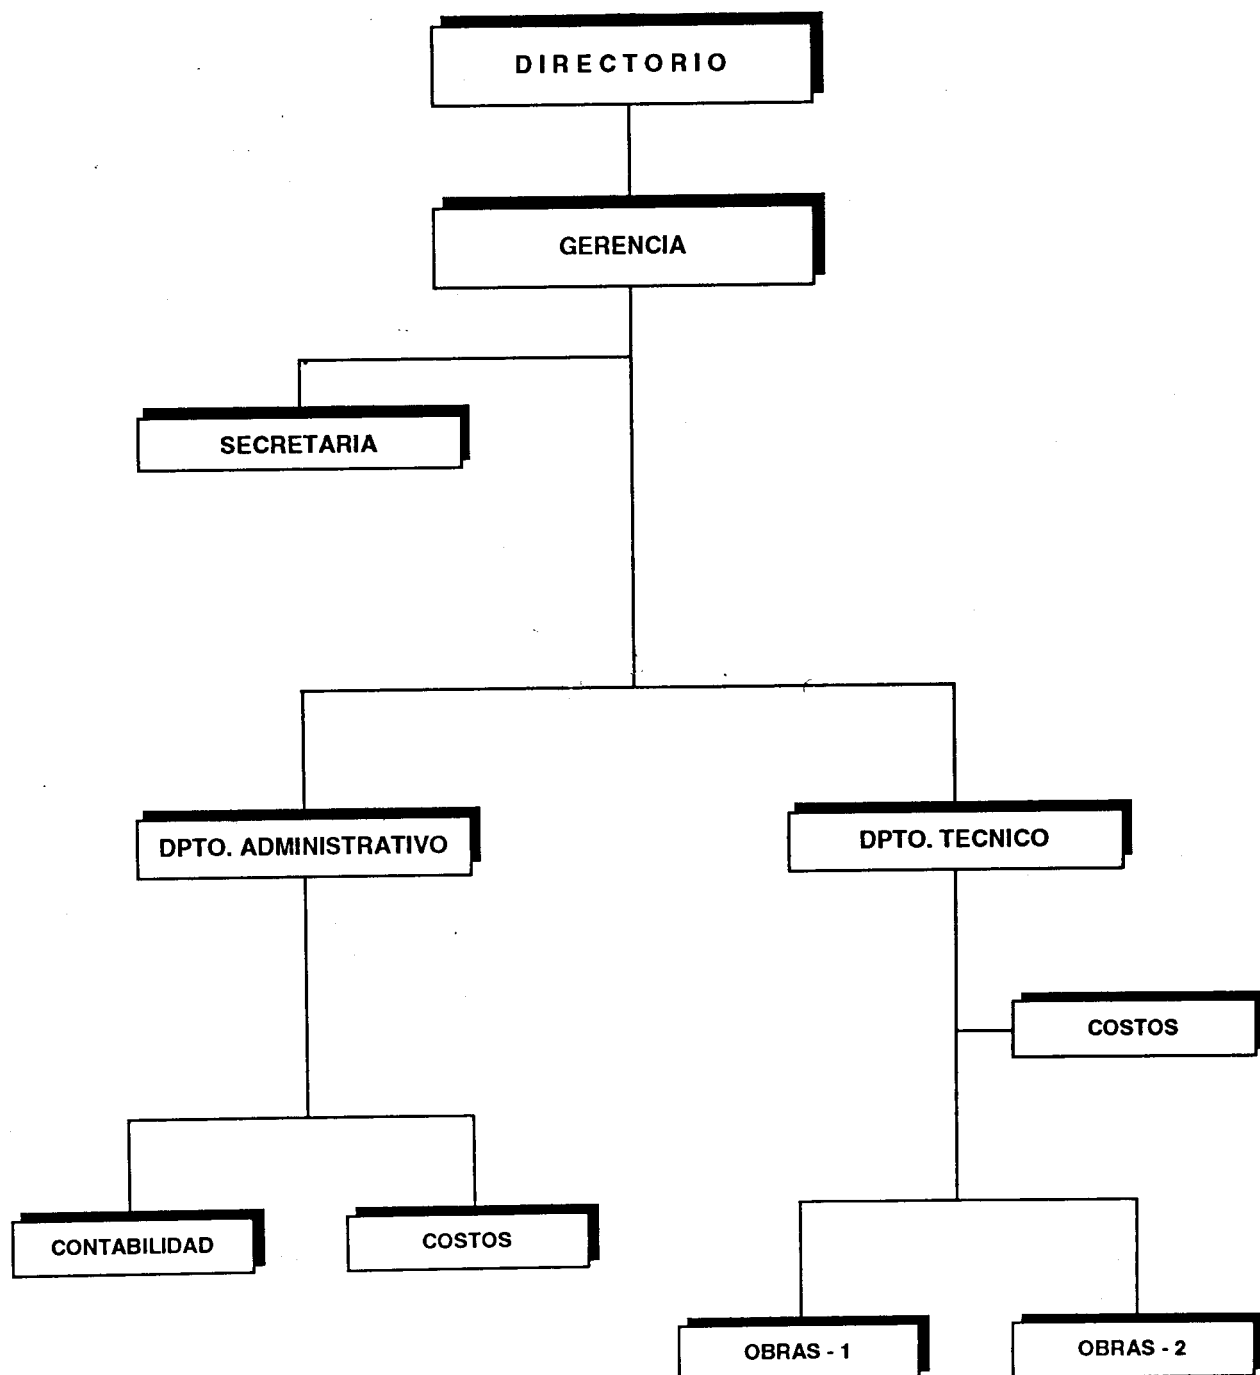 DIRECTORIO
GERENCIA
SECRETARIA
DPTO. ADMINISTRATIVO
DPTO. TECNICO
COSTOS
CONTABILIDAD
COSTOS
OBRAS - 1
OBRAS - 2